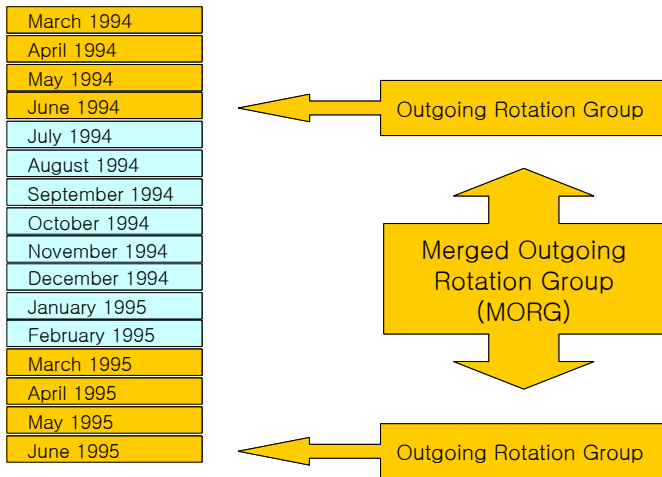 March 1994
April 1994
May 1994
June 1994
July 1994
August 1994
September 1994
October 1994
November 1994
December 1994
January 1995
February 1995
March 1995
April 1995
May 1995
June 1995
Outgoing Rotation Group
Merged Outgoing
Rotation Group
(MORG)
Outgoing Rotation Group